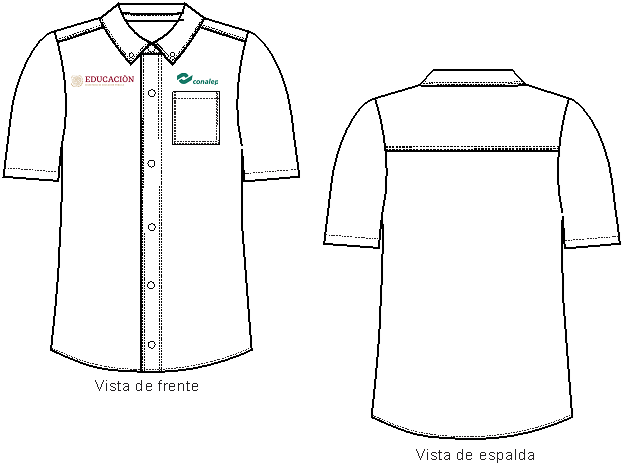 EDUCACIÓN
conalep
Vista de frente
Vista de espalda